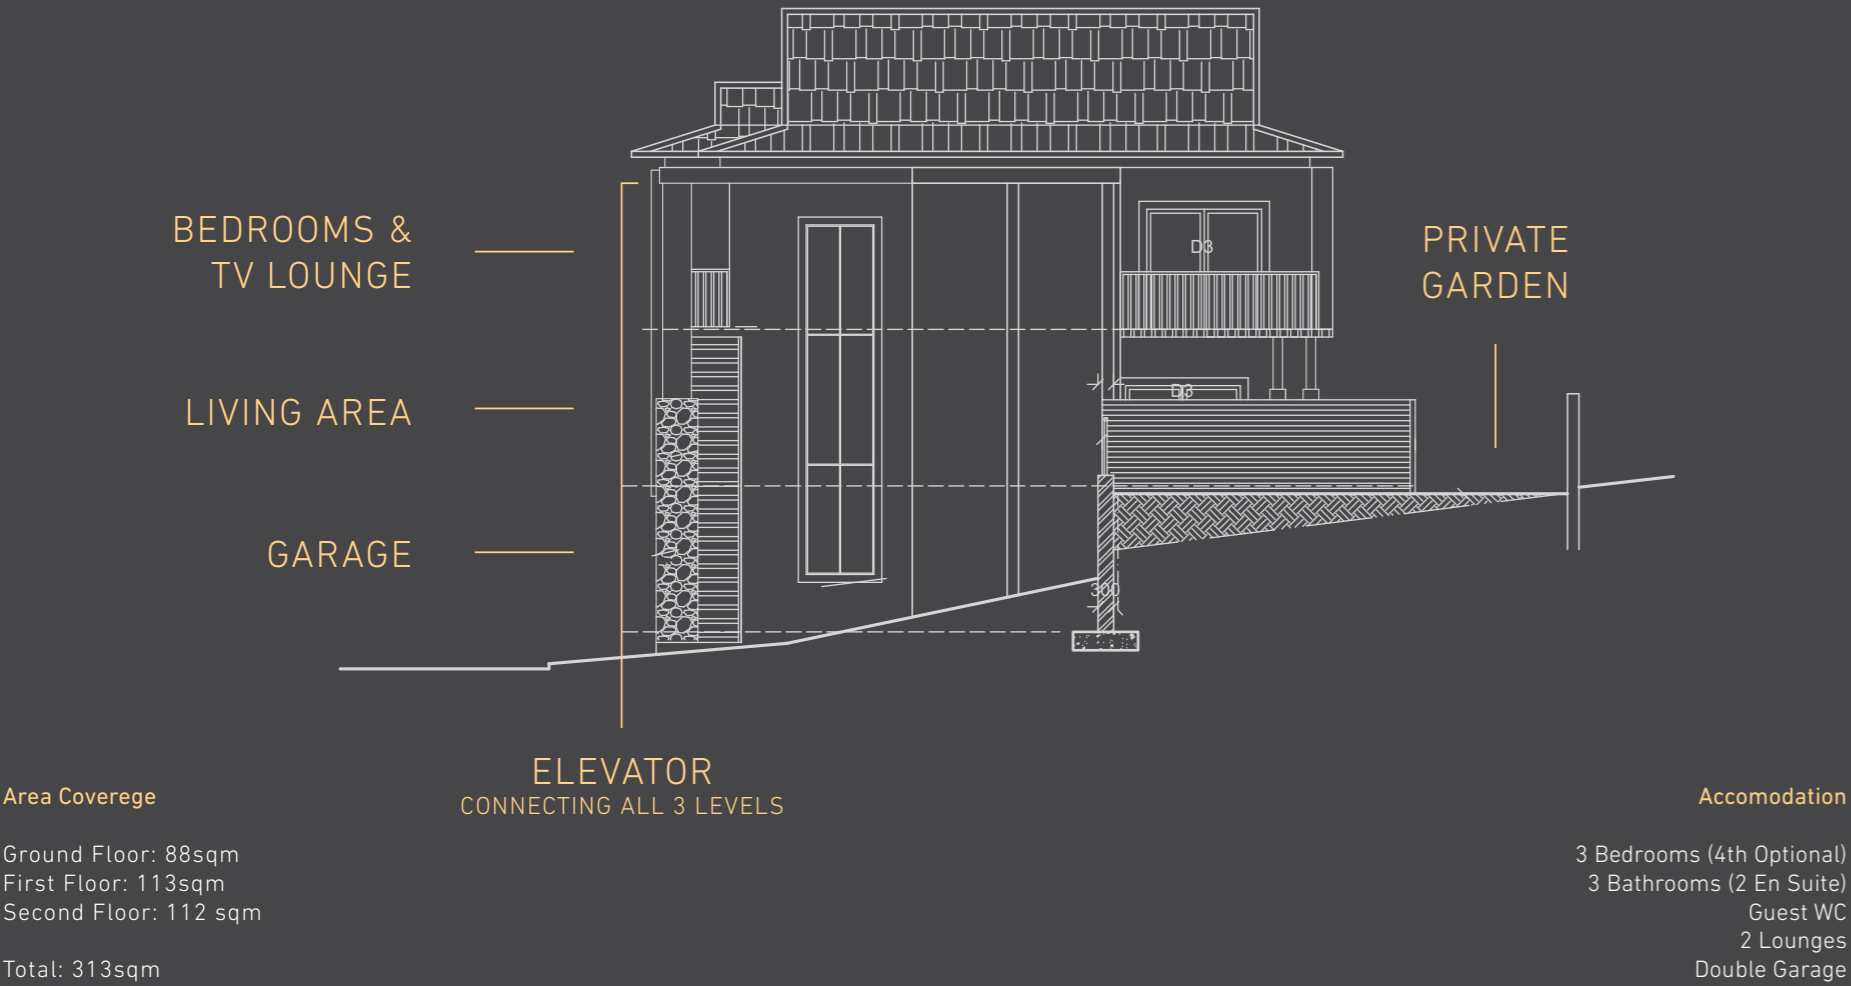 BEDROOMS &
TV LOUNGE
D3
PRIVATE
GARDEN
D3
LIVING AREA
GARAGE
300
ELEVATOR
CONNECTING ALL 3 LEVELS
Area Coverege
Ground Floor: 88sqm
First Floor: 113sqm
Second Floor: 112 sqm
Total: 313sqm
Accomodation
3 Bedrooms (4th Optional)
3 Bathrooms (2 En Suite)
Guest WC
2 Lounges
Double Garage